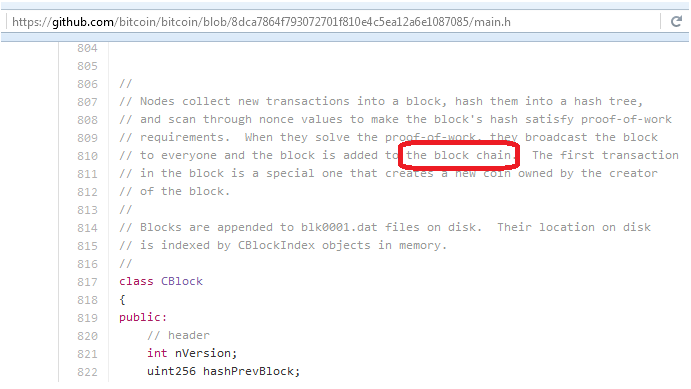 https://github.com/bitcoin/bitcoin/blob/8dca7864f793072701f810e4c5ea12a6e1087085/main.h
804
805
806 //
807 // Nodes collect new transactions into a block, hash them into a hash tree,
808 // and scan through nonce values to make the block's hash satisfy proof-of-work
809 // requirements.  When they solve the proof-of-work, they broadcast the block
810 // to everyone and the block is added to the block chain.  The first transaction
811 // in the block is a special one that creates a new coin owned by the creator
812 // of the block.
813 //
814 // Blocks are appended to blk0001.dat files on disk.  Their location on disk
815 // is indexed by CBlockIndex objects in memory.
816 //
817 class CBlock
818 {
819 public:
820     // header
821     int nVersion;
822     uint256 hashPrevBlock;